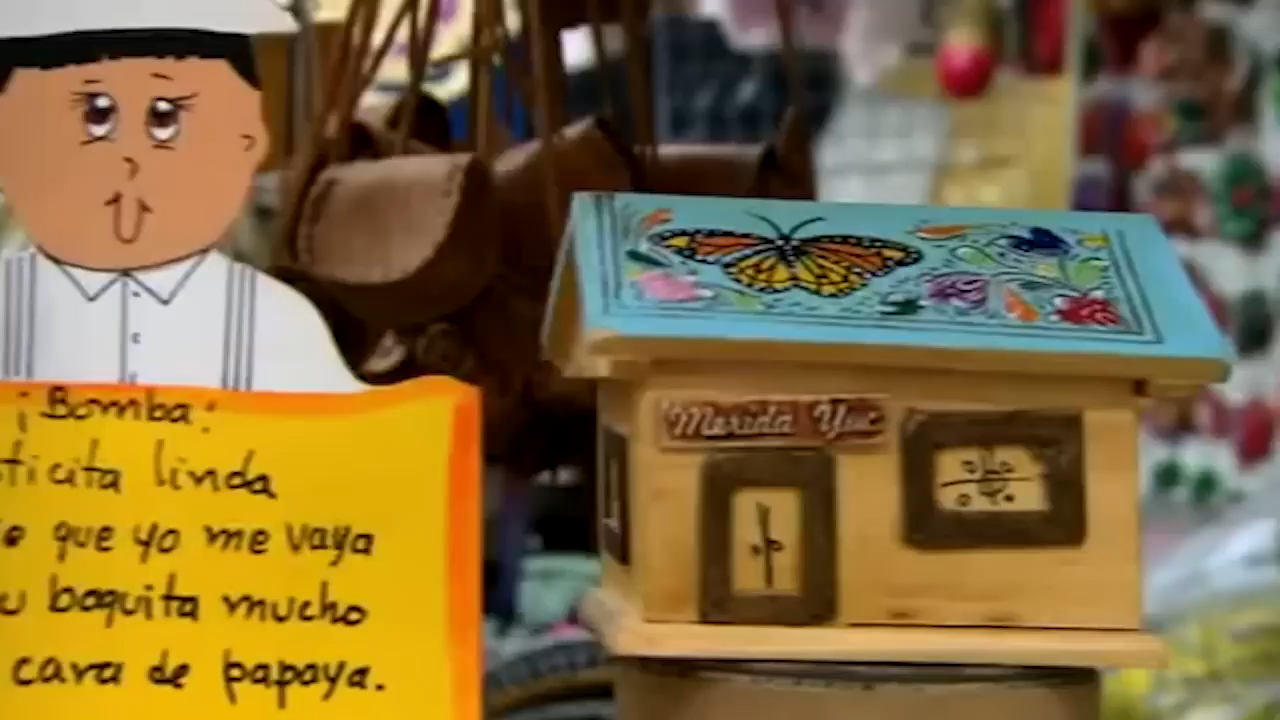 ¡Bomba!
ticita linda
que yo me vaya
u boquita mucho
cara de papaya.
Merida Yuc